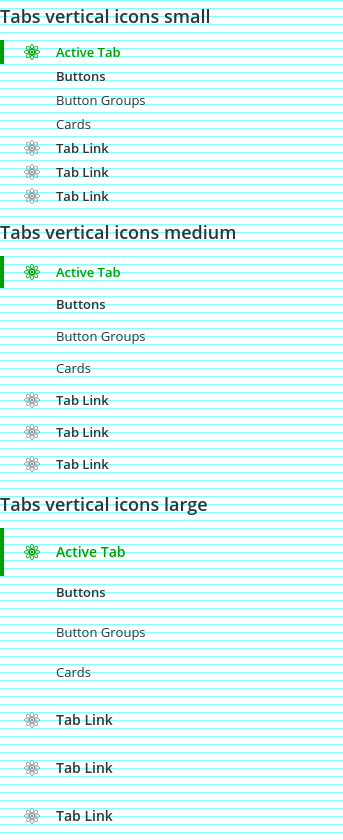 Tabs vertical icons small
Active Tab
Buttons
Button Groups
Cards
Tab Link
Tab Link
Tab Link
Tabs vertical icons medium
Active Tab
Buttons
Button Groups
Cards
Tab Link
Tab Link
Tab Link
Tabs vertical icons large
Active Tab
Buttons
Button Groups
Cards
Tab Link
Tab Link
Tab Link